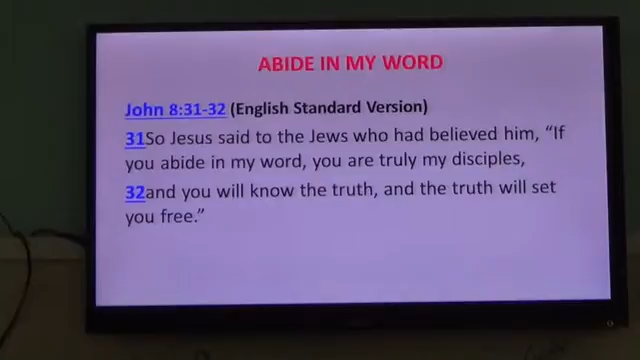 ABIDE IN MY WORD
John 8:31-32 (English Standard Version)
31So Jesus said to the Jews who had believed him, “If
you abide in my word, you are truly my disciples,
32and you will know the truth, and the truth will set
you free.”